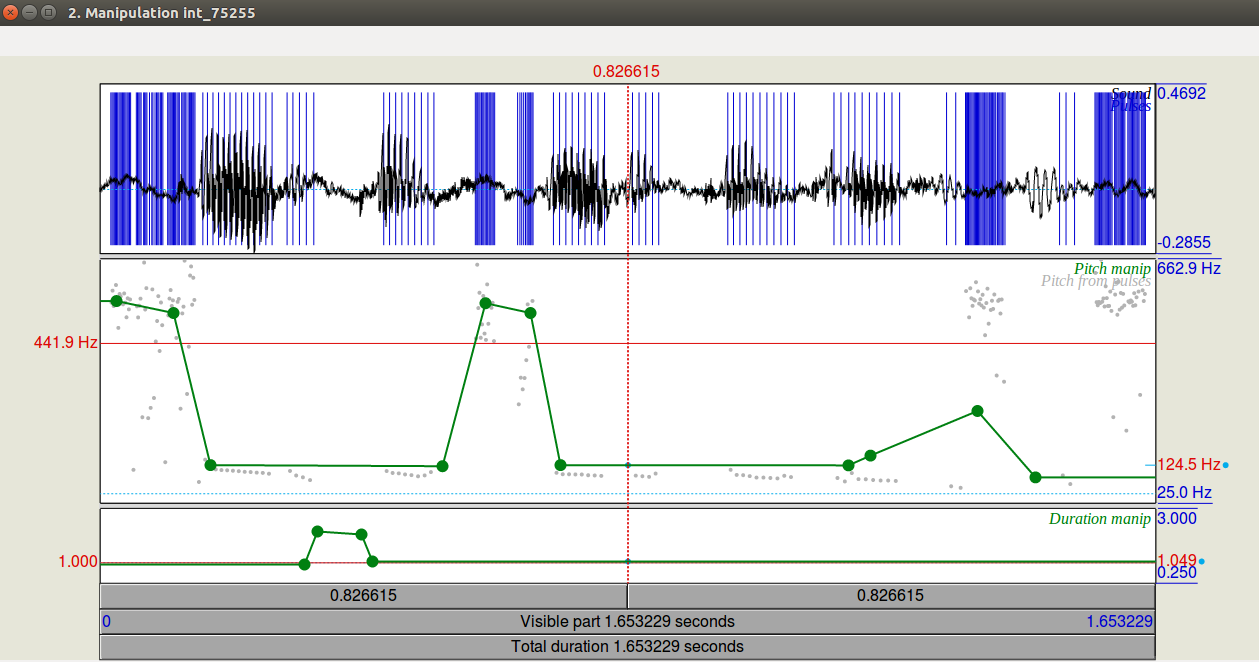 2. Manipulation int_75255
0.826615
Sound
0.4692
Pulses
-0.2855
Pitch manip
662.9 Hz
Pitch from pulses
441.9 Hz
124.5 Hz
25.0 Hz
Duration manip
3.000
1.000
1.049
0.250
0.826615 0.826615
0 Visible part 1.653229 seconds 1.653229
Total duration 1.653229 seconds